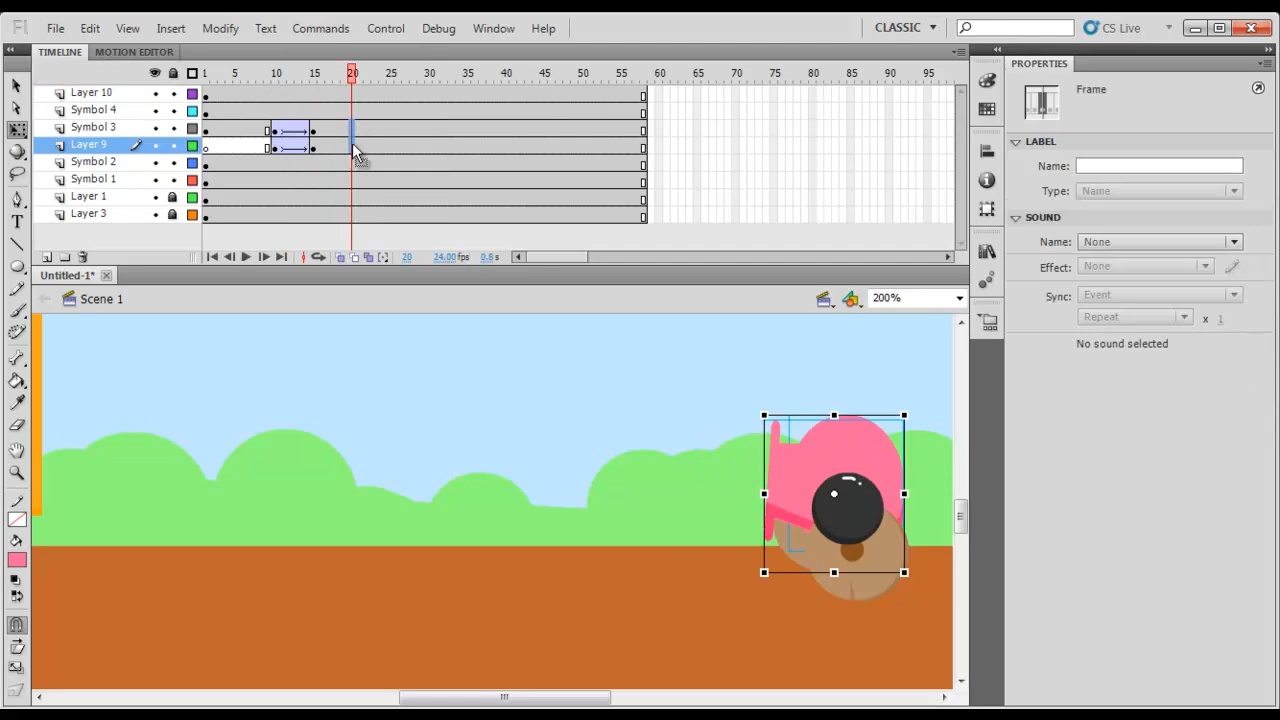 Fl File Edit View Insert Modify Text Commands Control Debug Window Help CLASSIC CS Live
TIMELINE MOTION EDITOR
1 5 10 15 20 25 30 35 40 45 50 55 60 65 70 75 80 85 90 95
Layer 10
Symbol 4
Symbol 3
Layer 9
Symbol 2
Symbol 1
Layer 1
Layer 3
20 24.00fps 0.8s
Untitled-1*
Scene 1 200%
PROPERTIES
Frame
LABEL
Name:
Type: Name
SOUND
Name: None
Effect: None
Sync: Event
Repeat x 1
No sound selected